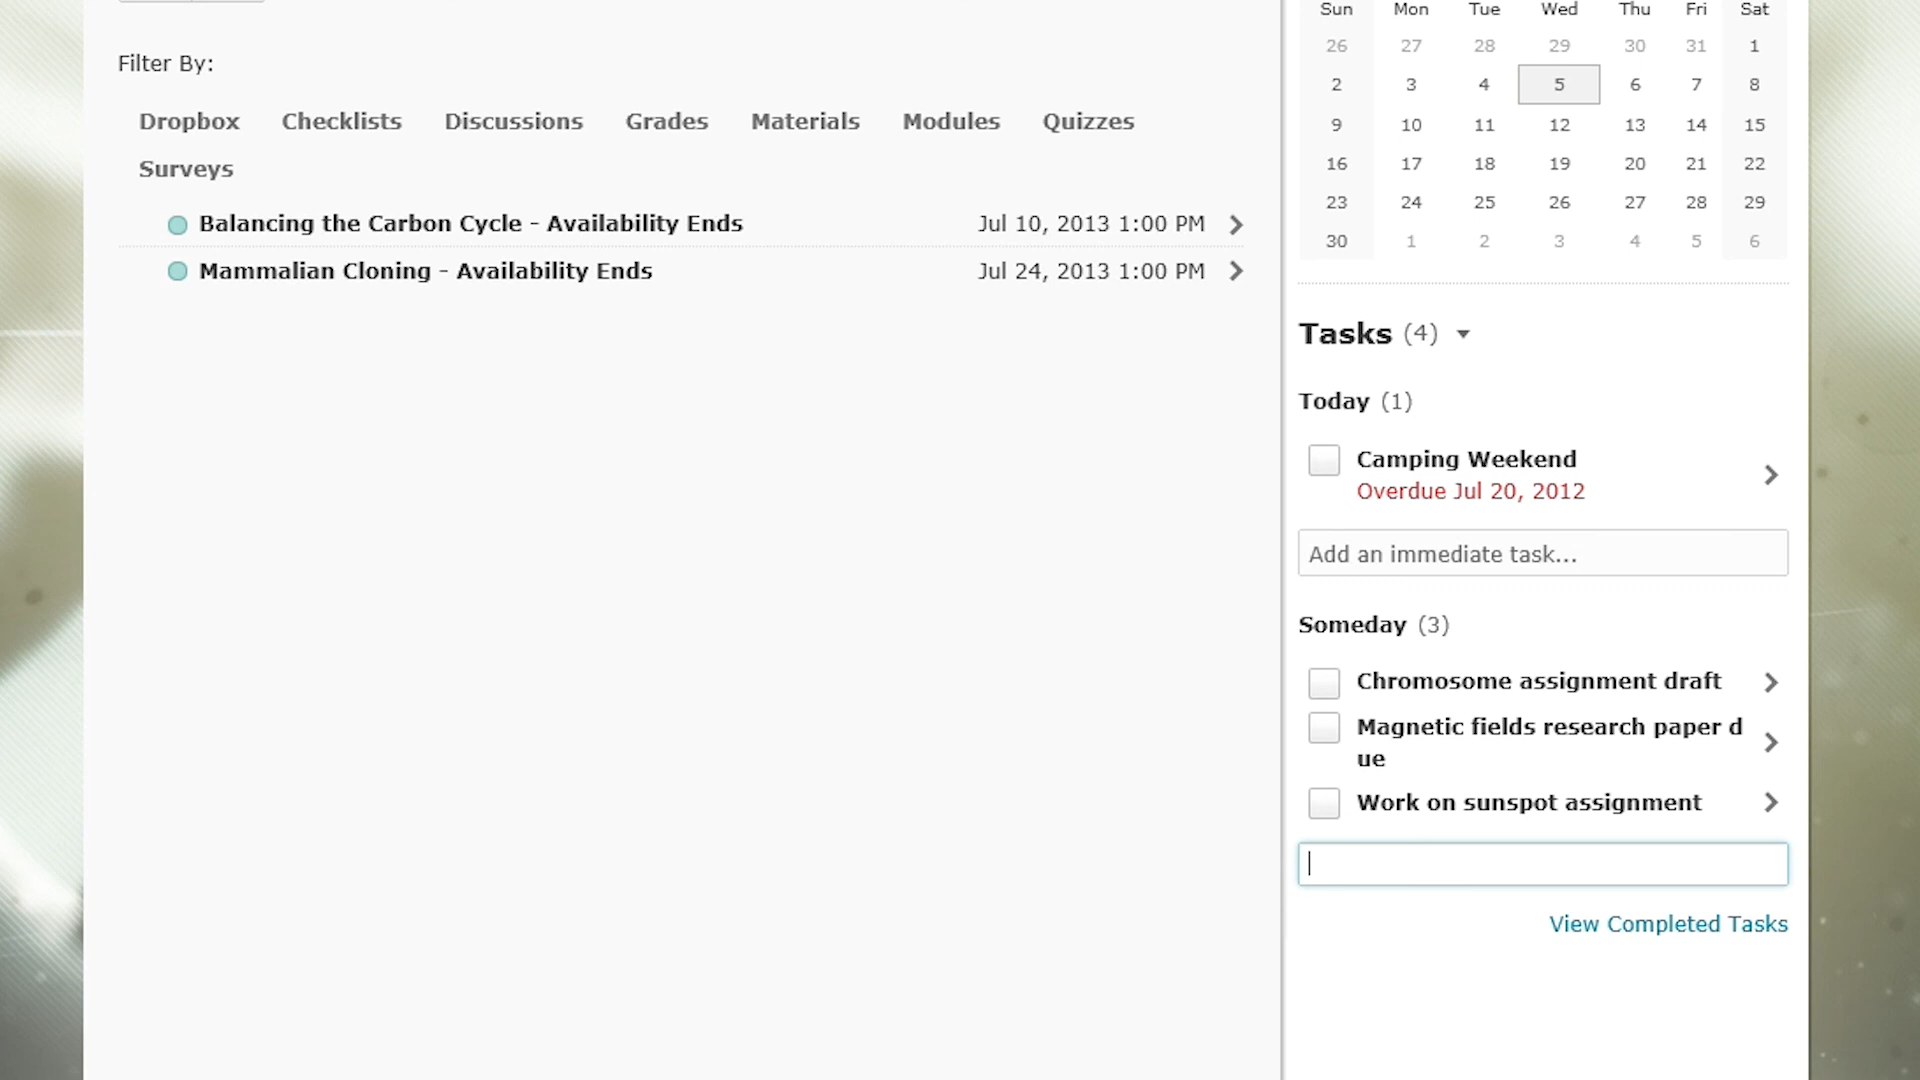 Filter By:
Dropbox Checklists Discussions Grades Materials Modules Quizzes
Surveys
Balancing the Carbon Cycle - Availability Ends Jul 10, 2013 1:00 PM
Mammalian Cloning - Availability Ends Jul 24, 2013 1:00 PM
Sun Mon Tue Wed Thu Fri Sat
26 27 28 29 30 31 1
2 3 4 5 6 7 8
9 10 11 12 13 14 15
16 17 18 19 20 21 22
23 24 25 26 27 28 29
30 1 2 3 4 5 6
Tasks (4)
Today (1)
Camping Weekend
Overdue Jul 20, 2012
Add an immediate task...
Someday (3)
Chromosome assignment draft
Magnetic fields research paper d
ue
Work on sunspot assignment
View Completed Tasks